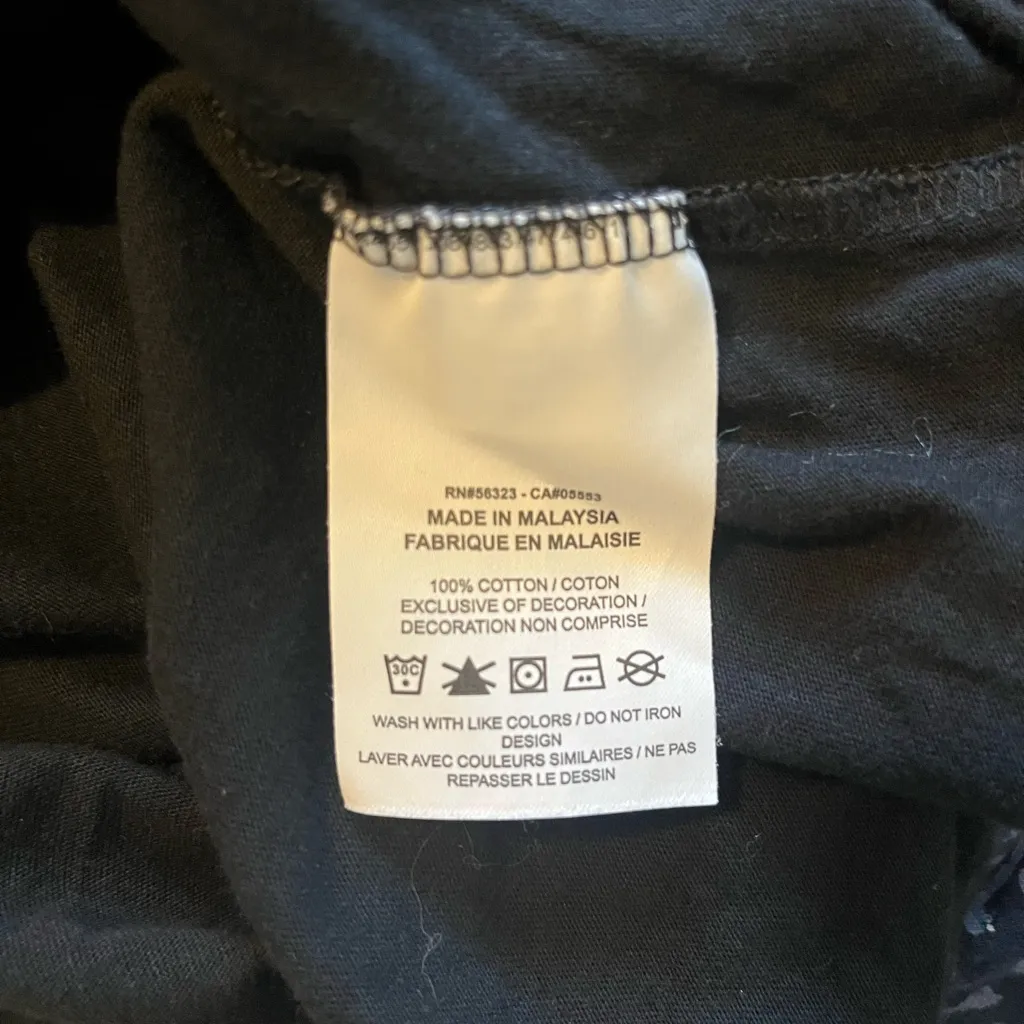 RN#56323 - CA#05553
MADE IN MALAYSIA
FABRIQUE EN MALAISIE
100% COTTON / COTON
EXCLUSIVE OF DECORATION /
DECORATION NON COMPRISE
30C
WASH WITH LIKE COLORS / DO NOT IRON
DESIGN
LAVER AVEC COULEURS SIMILAIRES / NE PAS
REPASSER LE DESSIN